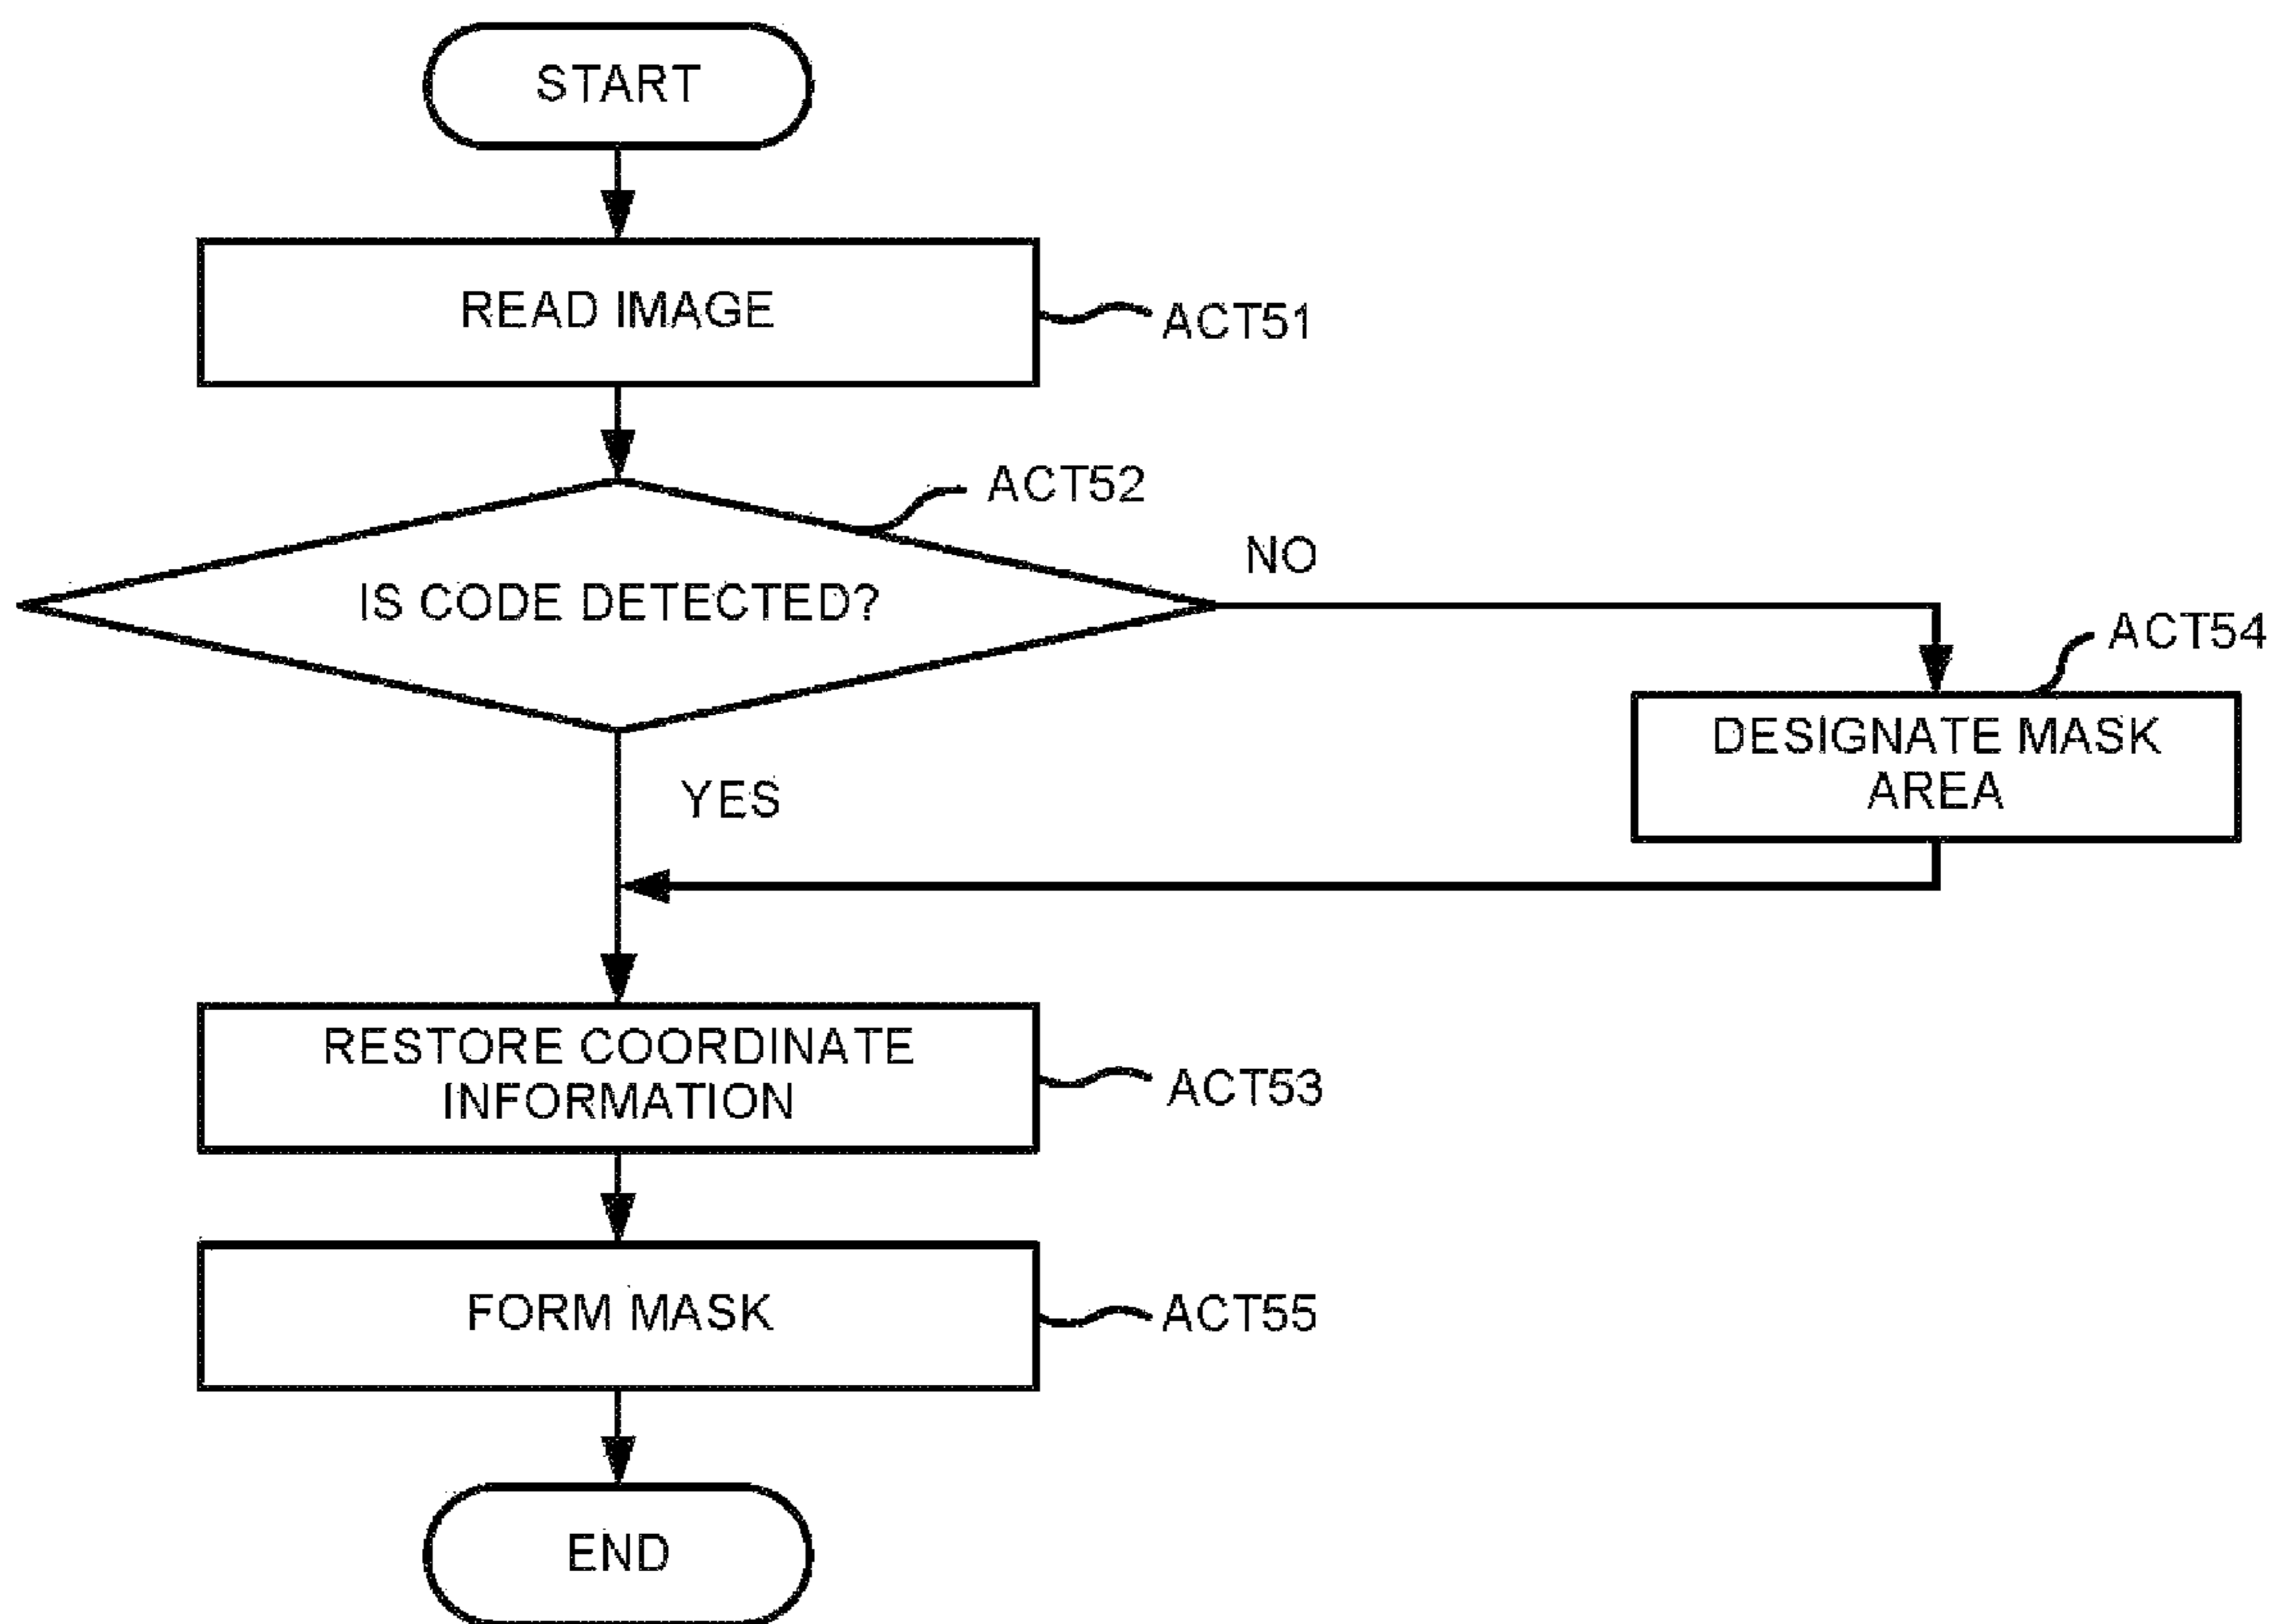 START
READ IMAGE
ACT51
ACT52
IS CODE DETECTED?
NO
ACT54
DESIGNATE MASK
AREA
YES
RESTORE COORDINATE
INFORMATION
ACT53
FORM MASK
ACT55
END